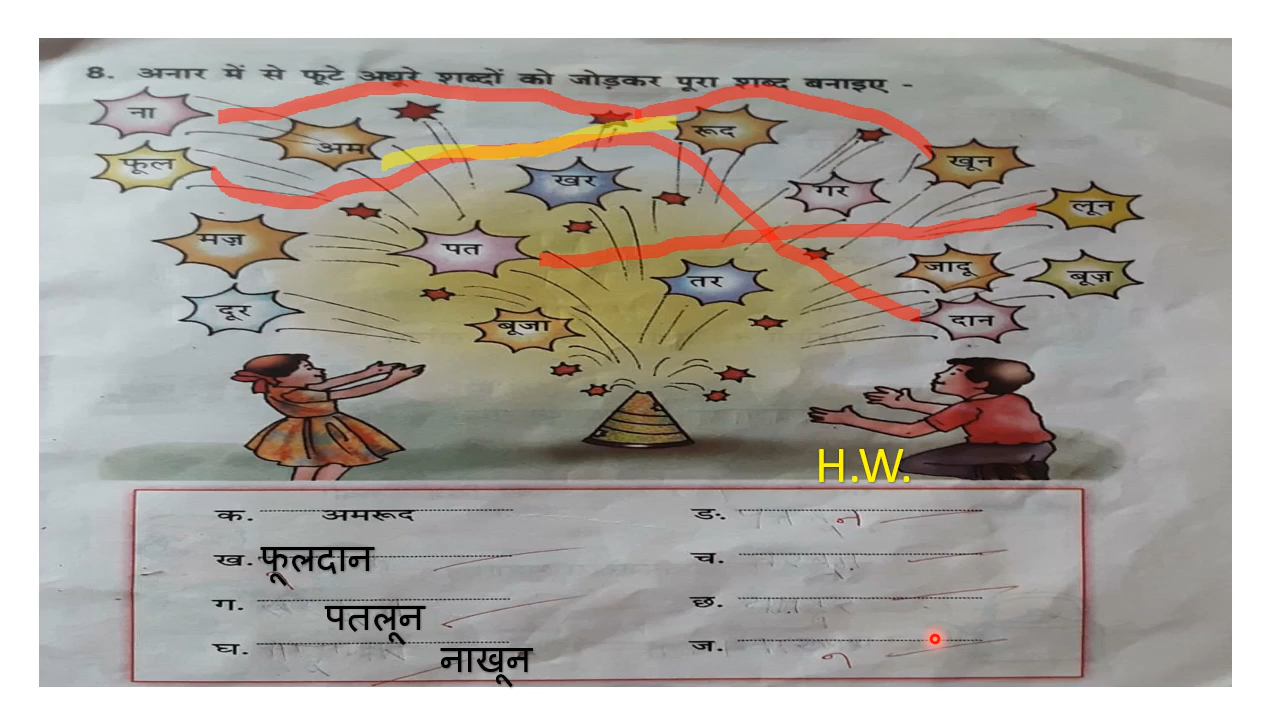 8. अनार में से फूटे अधूरे शब्दों को जोड़कर पूरा शब्द बनाइए -
ना
अम
रूद
फूल
खर
गर
खून
लून
मज़
पत
तर
जादू
बूज़
दूर
बूजा
दान
H.W.
क. अमरूद
ख. फूलदान
ग. पतलून
घ. नाखून
ङ.
च.
छ.
ज.